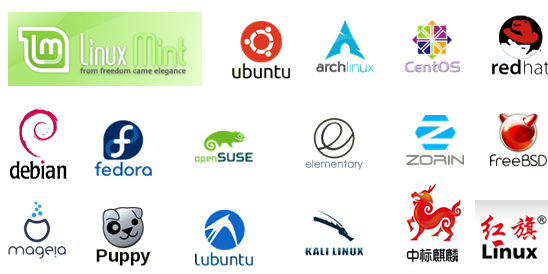 Linux Mint
from freedom came elegance
ubuntu
archlinux
CentOS
redhat
debian
fedora
openSUSE
elementary
ZORIN
FreeBSD
mageia
Puppy
lubuntu
KALI LINUX
中标麒麟
红旗®
Linux